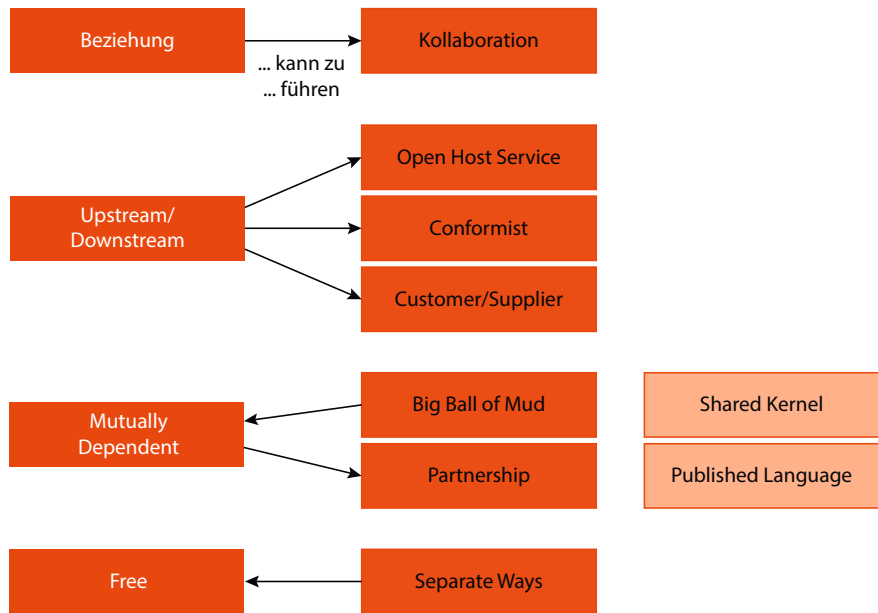 Beziehung
Kollaboration
... kann zu
... führen
Open Host Service
Upstream/
Downstream
Conformist
Customer/Supplier
Big Ball of Mud
Shared Kernel
Mutually
Dependent
Partnership
Published Language
Free
Separate Ways